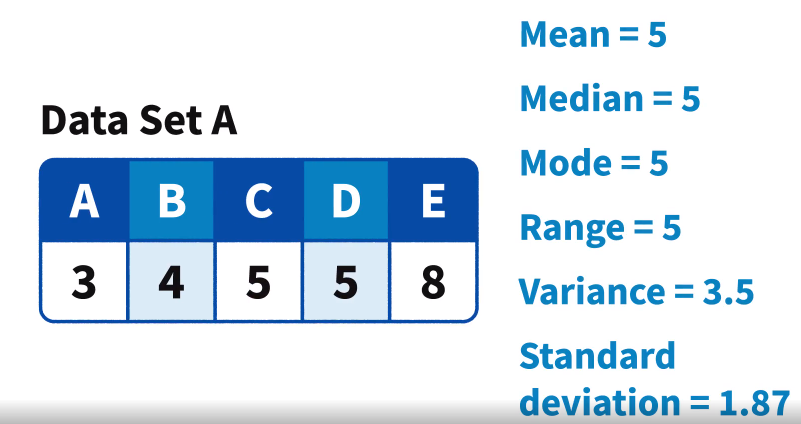 Mean = 5
Median = 5
Data Set A
Mode = 5
A B C D E
Range = 5
3 4 5 5 8
Variance = 3.5
Standard
deviation = 1.87